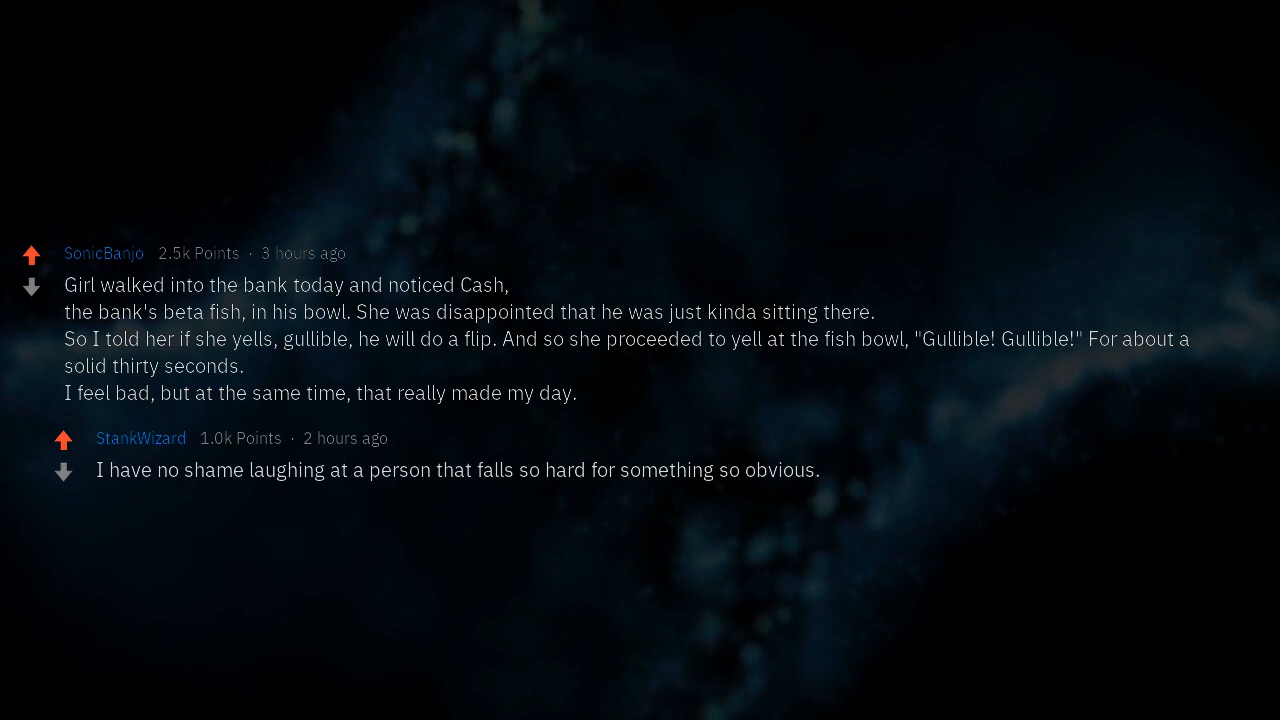 SonicBanjo 2.5k Points · 3 hours ago
Girl walked into the bank today and noticed Cash,
the bank's beta fish, in his bowl. She was disappointed that he was just kinda sitting there.
So I told her if she yells, gullible, he will do a flip. And so she proceeded to yell at the fish bowl, "Gullible! Gullible!" For about a
solid thirty seconds.
I feel bad, but at the same time, that really made my day.
StankWizard 1.0k Points · 2 hours ago
I have no shame laughing at a person that falls so hard for something so obvious.